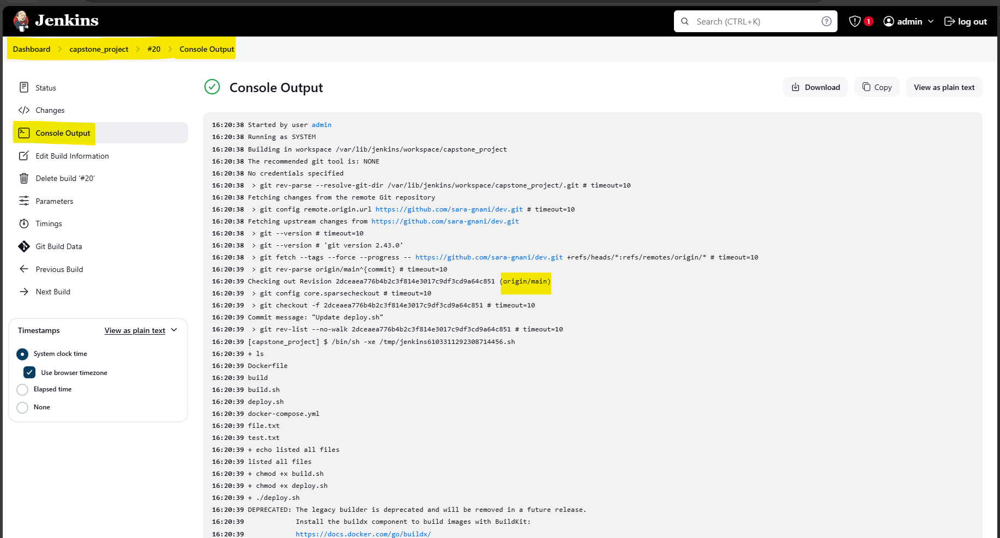 Jenkins
Search (CTRL+K)
1
admin
log out
Dashboard > capstone_project > #20 > Console Output
Status
Changes
Console Output
Edit Build Information
Delete build '#20'
Parameters
Timings
Git Build Data
Previous Build
Next Build
Timestamps View as plain text
System clock time
Use browser timezone
Elapsed time
None
Console Output
Download
Copy
View as plain text
16:20:38 Started by user admin
16:20:38 Running as SYSTEM
16:20:38 Building in workspace /var/lib/jenkins/workspace/capstone_project
16:20:38 The recommended git tool is: NONE
16:20:38 No credentials specified
16:20:38 > git rev-parse --resolve-git-dir /var/lib/jenkins/workspace/capstone_project/.git # timeout=10
16:20:38 Fetching changes from the remote Git repository
16:20:38 > git config remote.origin.url https://github.com/sara-gnani/dev.git # timeout=10
16:20:38 Fetching upstream changes from https://github.com/sara-gnani/dev.git
16:20:38 > git --version # timeout=10
16:20:38 > git --version # 'git version 2.43.0'
16:20:38 > git fetch --tags --force --progress -- https://github.com/sara-gnani/dev.git +refs/heads/*:refs/remotes/origin/* # timeout=10
16:20:39 > git rev-parse origin/main^{commit} # timeout=10
16:20:39 Checking out Revision 2dceaea776b4b2c3f814e3017c9df3cd9a64c851 (origin/main)
16:20:39 > git config core.sparsecheckout # timeout=10
16:20:39 > git checkout -f 2dceaea776b4b2c3f814e3017c9df3cd9a64c851 # timeout=10
16:20:39 Commit message: "Update deploy.sh"
16:20:39 > git rev-list --no-walk 2dceaea776b4b2c3f814e3017c9df3cd9a64c851 # timeout=10
16:20:39 [capstone_project] $ /bin/sh -xe /tmp/jenkins6103311292308714456.sh
16:20:39 + ls
16:20:39 Dockerfile
16:20:39 build
16:20:39 build.sh
16:20:39 deploy.sh
16:20:39 docker-compose.yml
16:20:39 file.txt
16:20:39 test.txt
16:20:39 + echo listed all files
16:20:39 listed all files
16:20:39 + chmod +x build.sh
16:20:39 + chmod +x deploy.sh
16:20:39 + ./deploy.sh
16:20:39 DEPRECATED: The legacy builder is deprecated and will be removed in a future release.
16:20:39 Install the buildx component to build images with BuildKit:
16:20:39 https://docs.docker.com/go/buildx/